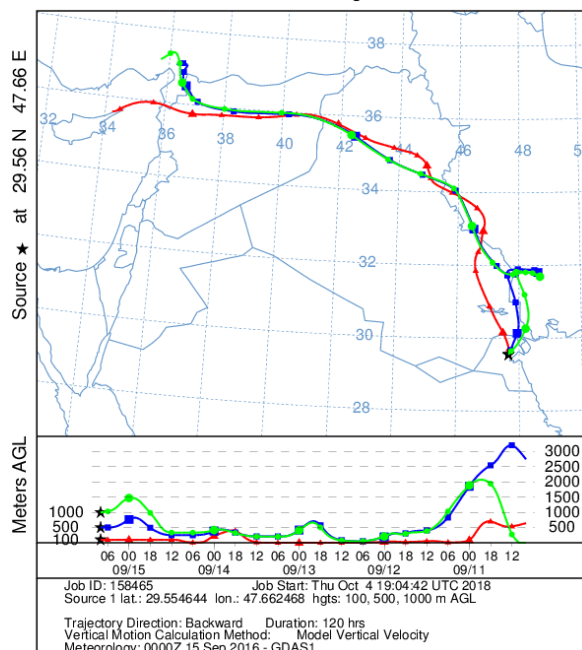 38
36
32
34
36
38
40
42
44
46
48
50
34
32
30
28
Source ★ at 29.56 N 47.66 E
Meters AGL
3000
2500
2000
1500
1000
500
1000
500
100
06 00 18 12 06 00 18 12 06 00 18 12 06 00 18 12 06 00 18 12
09/15 09/14 09/13 09/12 09/11
Job ID: 158465 Job Start: Thu Oct 4 19:04:42 UTC 2018
Source 1 lat.: 29.554644 lon.: 47.662468 hgts: 100, 500, 1000 m AGL
Trajectory Direction: Backward Duration: 120 hrs
Vertical Motion Calculation Method: Model Vertical Velocity
Meteorology: 0000Z 15 Sep 2016 - GDAS1